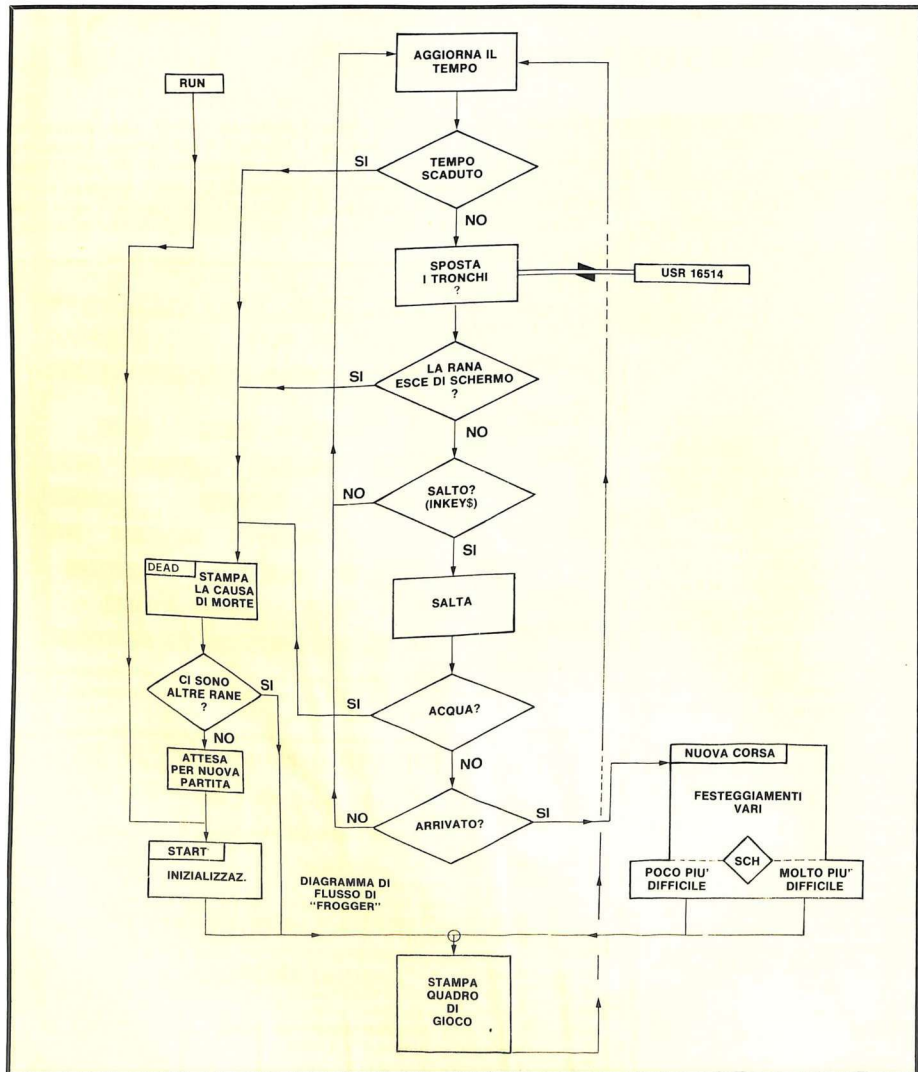 AGGIORNA IL
TEMPO
RUN
SI
TEMPO
SCADUTO
NO
SPOSTA
I TRONCHI
?
USR 16514
SI
LA RANA
ESCE DI SCHERMO
?
NO
NO
SALTO?
(INKEY$)
SI
DEAD
STAMPA
LA CAUSA
DI MORTE
SALTA
CI SONO
ALTRE RANE
?
SI
SI
ACQUA?
NO
NO
ATTESA
PER NUOVA
PARTITA
NO
ARRIVATO?
SI
NUOVA CORSA
FESTEGGIAMENTI
VARI
SCH
POCO PIU'
DIFFICILE
MOLTO PIU'
DIFFICILE
START
INIZIALIZZAZ.
DIAGRAMMA DI
FLUSSO DI
"FROGGER"
STAMPA
QUADRO
DI
GIOCO